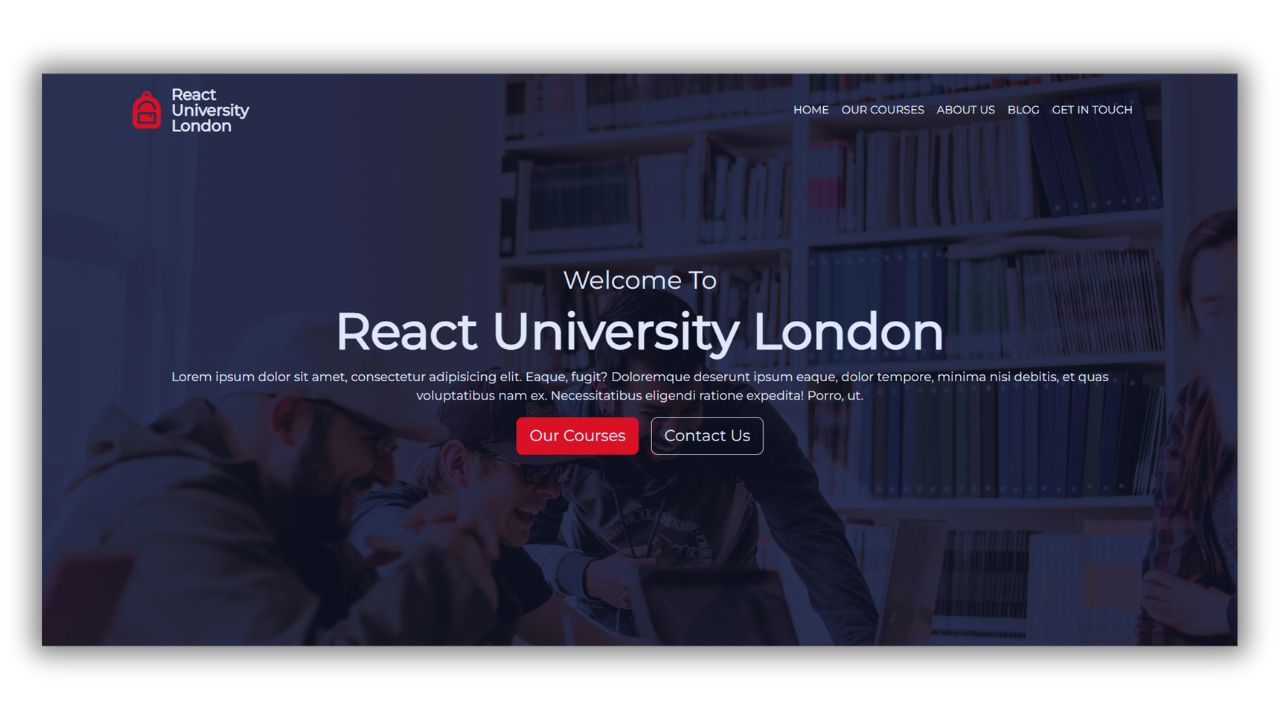 React
University
London
HOME OUR COURSES ABOUT US BLOG GET IN TOUCH
Welcome To
React University London
Lorem ipsum dolor sit amet, consectetur adipisicing elit. Eaque, fugit? Doloremque deserunt ipsum eaque, dolor tempore, minima nisi debitis, et quas
voluptatibus nam ex. Necessitatibus eligendi ratione expedita! Porro, ut.
Our Courses Contact Us